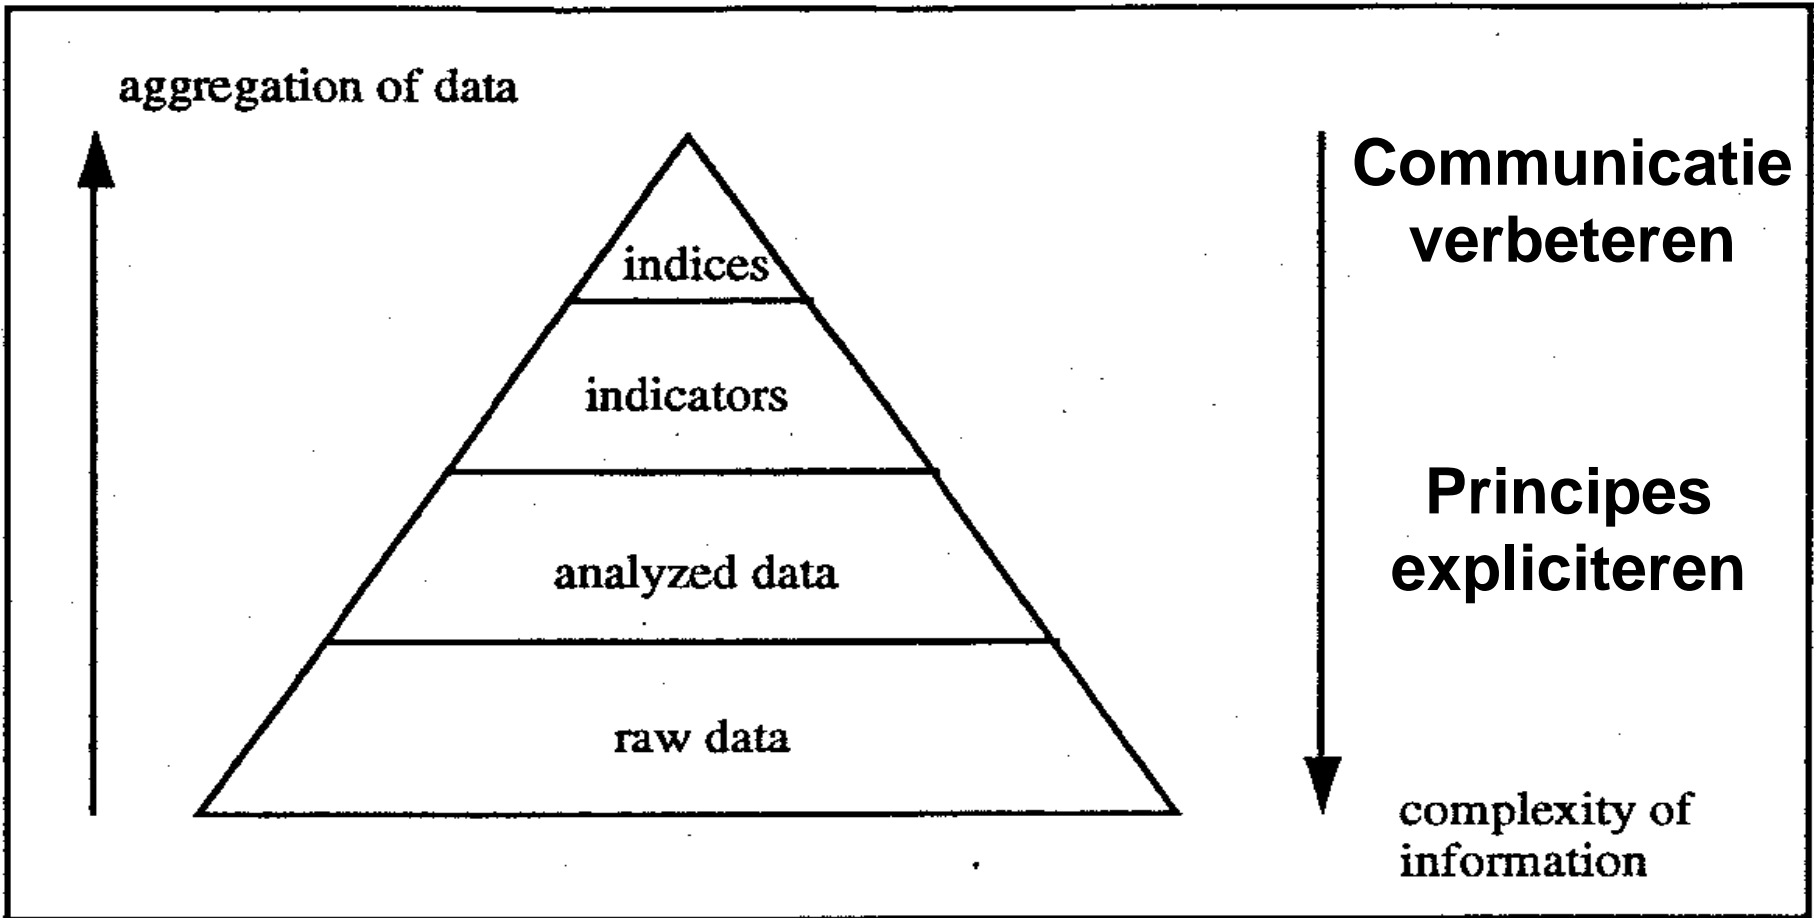 aggregation of data
Communicatie
verbeteren
indices
indicators
Principes
expliciteren
analyzed data
raw data
complexity of
information